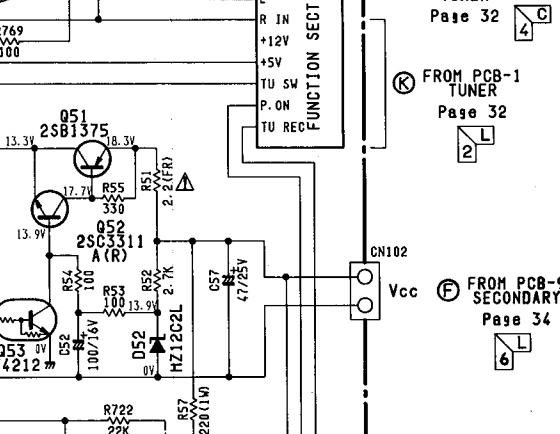 R IN
+12V
+5V
TU SW
P.ON
TU REC
FUNCTION SECT
Page 32
C
4
K FROM PCB-1
TUNER
Page 32
L
2
R769
100
Q51
2SB1375
13.3V
18.3V
17.7V
R55
330
R51
2.2(FR)
13.9V
Q52
2SC3311
A(R)
R54
100
R53
100
13.9V
R52
2.7K
C57
47/25V
CN102
Vcc
F FROM PCB-
SECONDARY
Page 34
L
6
Q53
4212
0V
C52
100/16V
D52
HZ12C2L
0V
R57
220(1W)
R722
22K